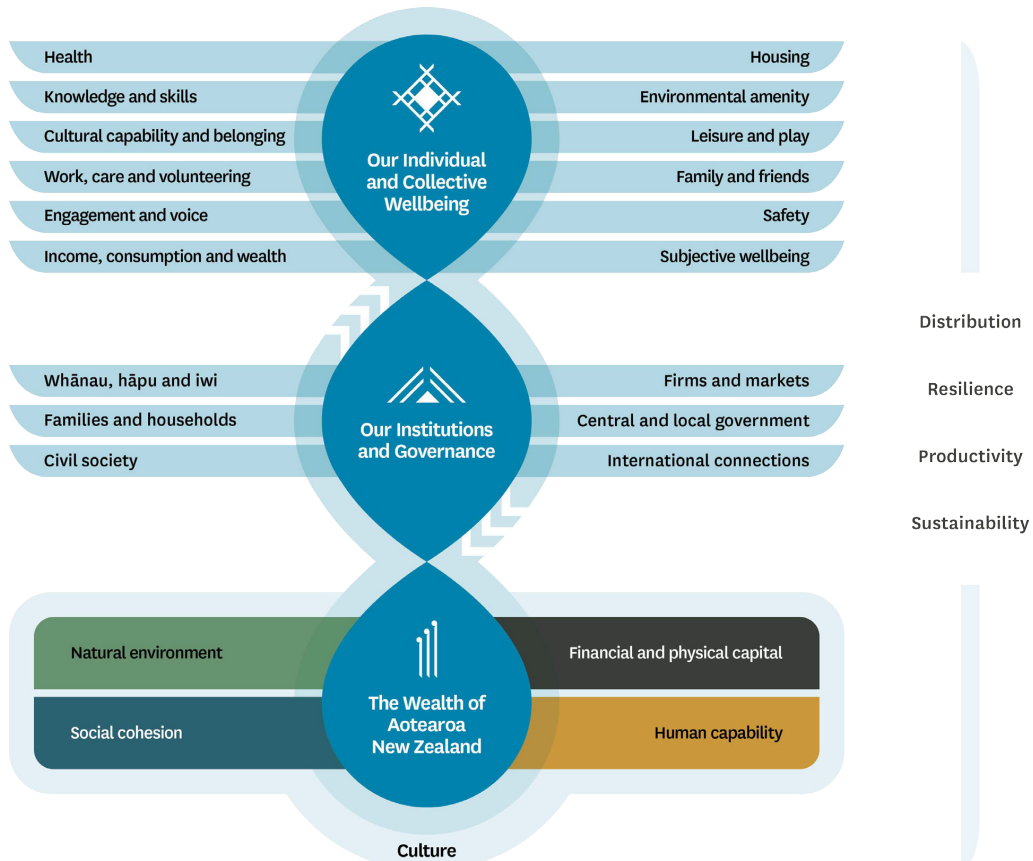 Health
Housing
Knowledge and skills
Environmental amenity
Cultural capability and belonging
Leisure and play
Our Individual
and Collective
Wellbeing
Work, care and volunteering
Family and friends
Engagement and voice
Safety
Income, consumption and wealth
Subjective wellbeing
Distribution
Whānau, hāpu and iwi
Firms and markets
Resilience
Families and households
Central and local government
Our Institutions
and Governance
Civil society
International connections
Productivity
Sustainability
Natural environment
Financial and physical capital
The Wealth of
Aotearoa
New Zealand
Social cohesion
Human capability
Culture